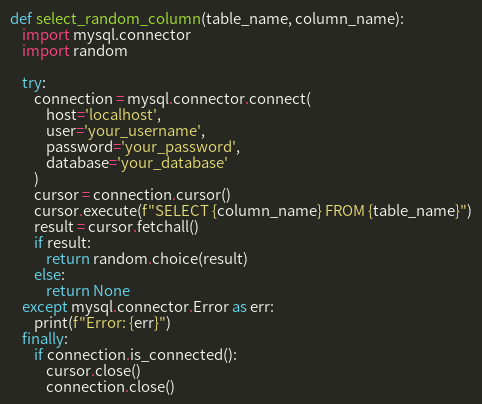 def select_random_column(table_name, column_name):
    import mysql.connector
    import random

    try:
        connection = mysql.connector.connect(
            host='localhost',
            user='your_username',
            password='your_password',
            database='your_database'
        )
        cursor = connection.cursor()
        cursor.execute(f"SELECT {column_name} FROM {table_name}")
        result = cursor.fetchall()
        if result:
            return random.choice(result)
        else:
            return None
    except mysql.connector.Error as err:
        print(f"Error: {err}")
    finally:
        if connection.is_connected():
            cursor.close()
            connection.close()